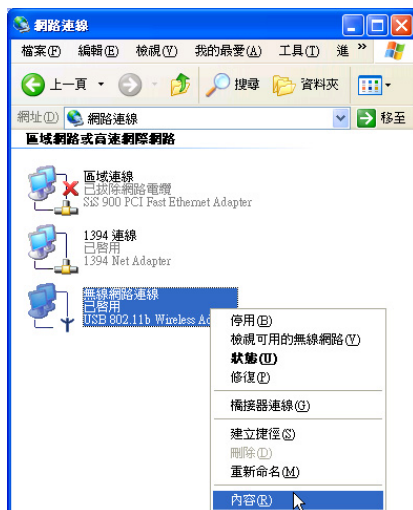 網路連線
檔案(F) 編輯(E) 檢視(V) 我的最愛(A) 工具(T) 進 »
上一頁 搜尋 資料夾
網址(D) 網路連線 移至
區域網路或高速網際網路
區域連線
已拔除網路電纜
SiS 900 PCI Fast Ethernet Adapter
1394 連線
已啓用
1394 Net Adapter
無線網路連線
已啓用
USB 802.11b Wireless Ad
停用(B)
檢視可用的無線網路(V)
狀態(U)
修復(P)
橋接器連線(G)
建立捷徑(S)
刪除(D)
重新命名(M)
內容(R)